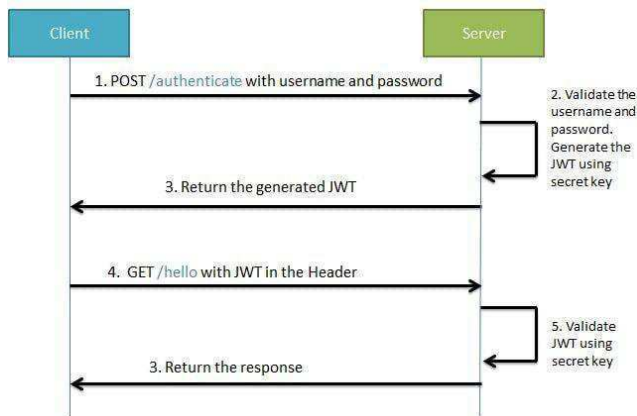 Client
Server
1. POST /authenticate with username and password
2. Validate the
username and
password.
Generate the
JWT using
secret key
3. Return the generated JWT
4. GET /hello with JWT in the Header
5. Validate
JWT using
secret key
3. Return the response